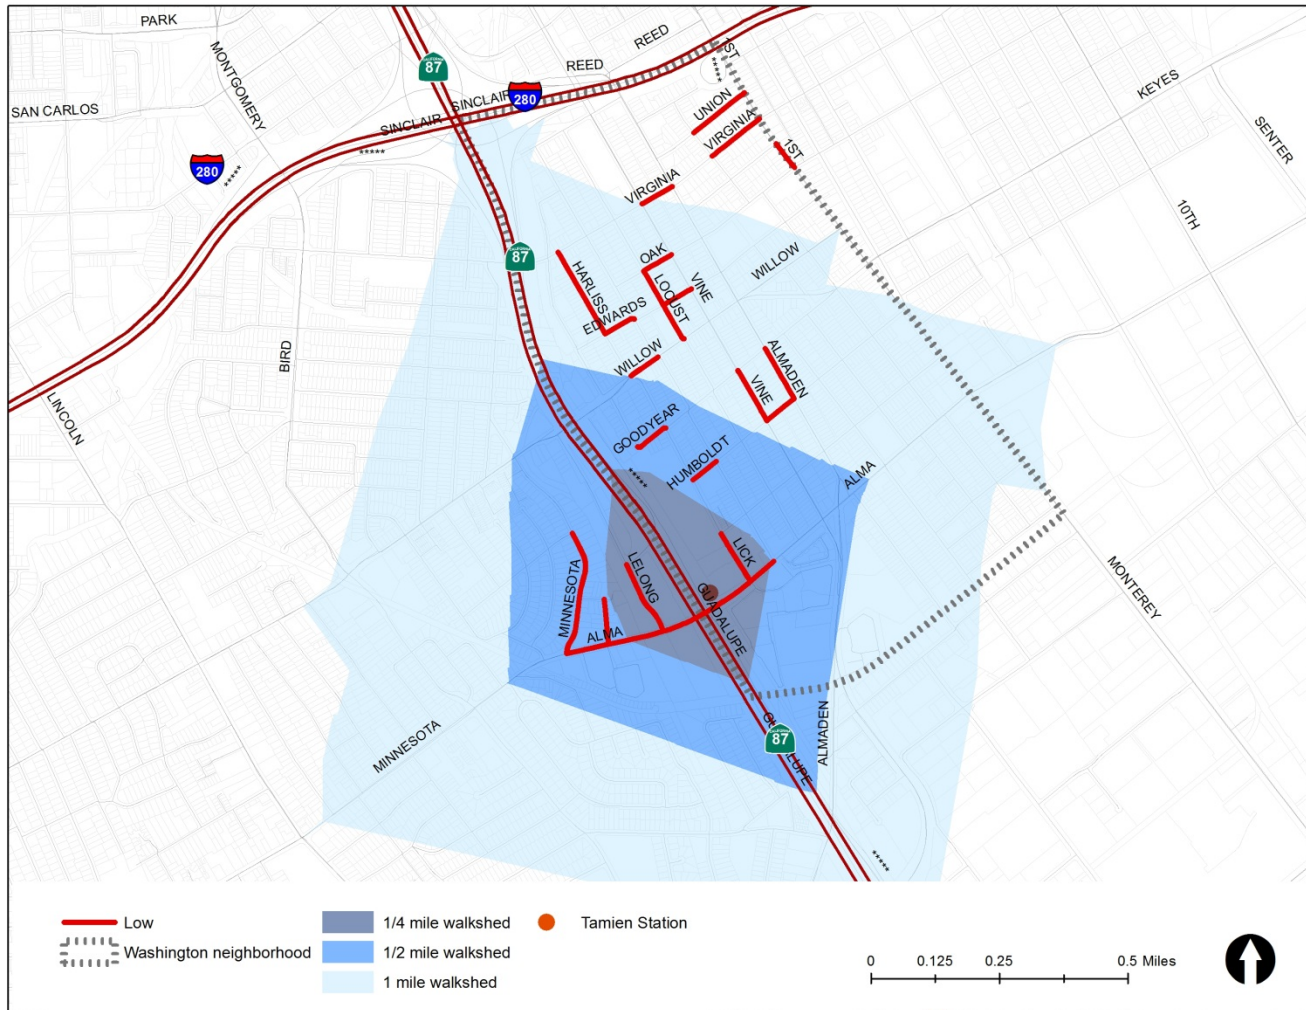 PARK
MONTGOMERY
CALIFORNIA
87
REED
REED
1ST
*****
SAN CARLOS
SINCLAIR
SINCLAIR
280
UNION
VIRGINIA
1ST
KEYES
SENTER
280
*****
*****
VIRGINIA
10TH
CALIFORNIA
87
HARLISS
OAK
LOCUST
VINE
WILLOW
EDWARDS
BIRD
WILLOW
ALMADEN
VINE
LINCOLN
GOODYEAR
HUMBOLDT
ALMA
*****
LICK
MINNESOTA
LELONG
GUADALUPE
ALMA
MONTEREY
MINNESOTA
CALIFORNIA
87
ALMADEN
*****
Low
Washington neighborhood
1/4 mile walkshed
1/2 mile walkshed
1 mile walkshed
Tamien Station
0 0.125 0.25 0.5 Miles